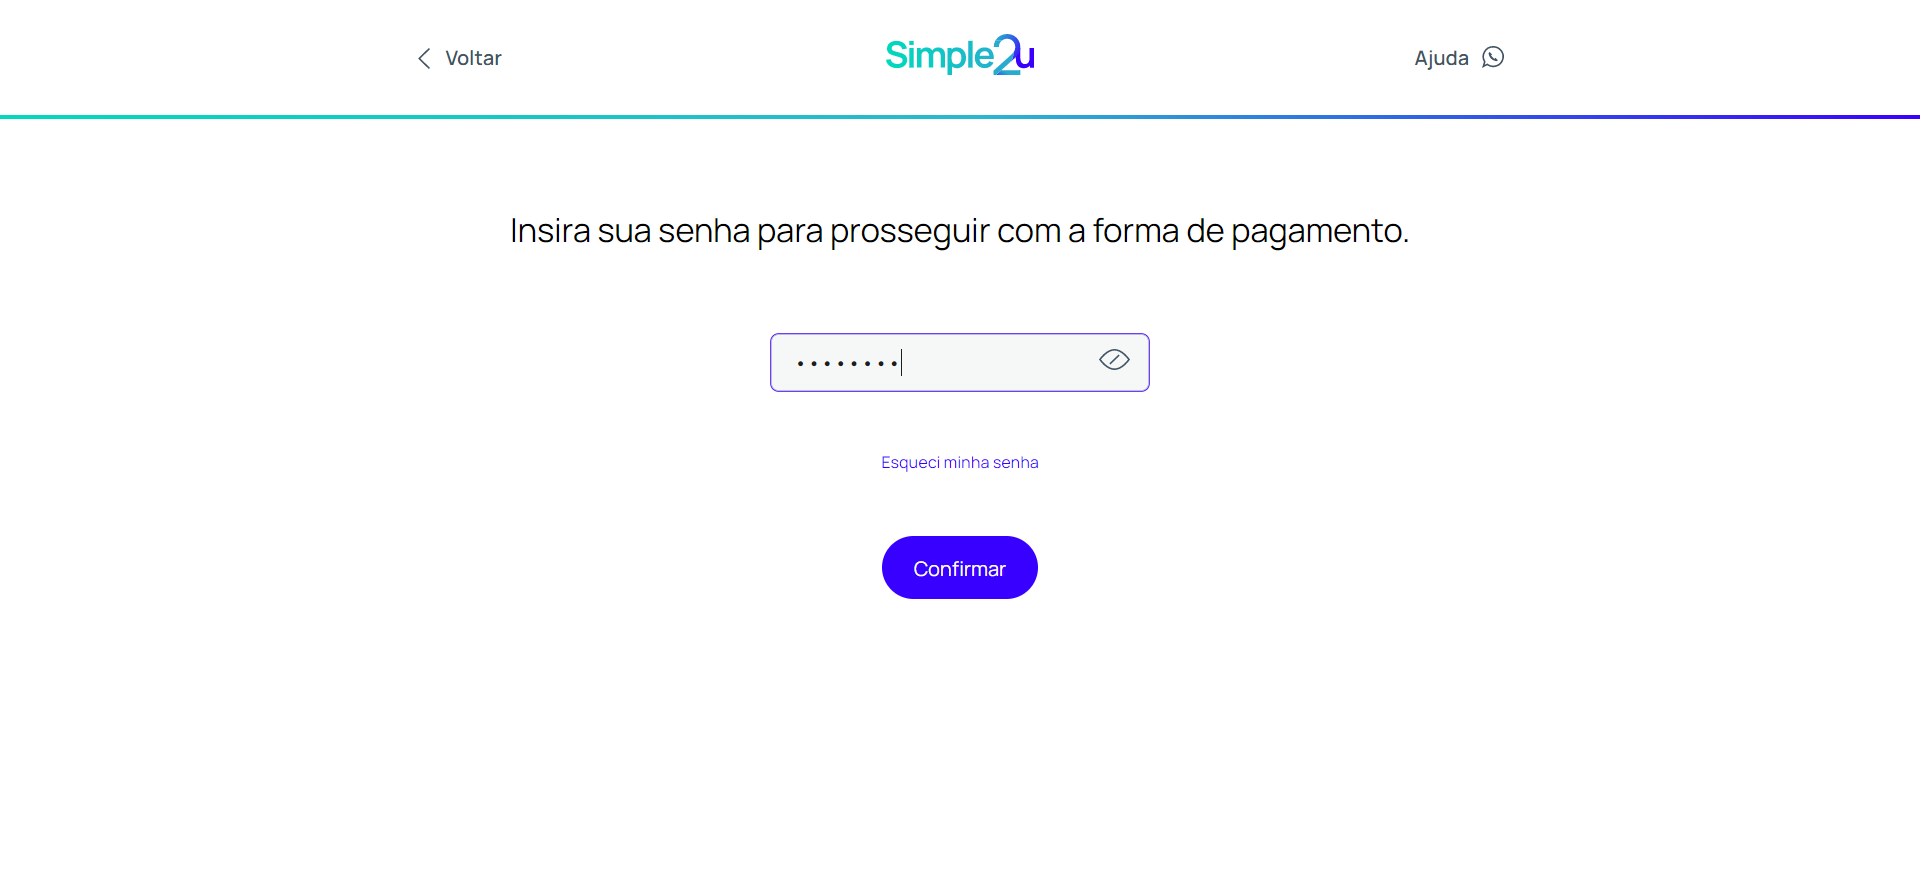 Voltar
Simple2u
Ajuda
Insira sua senha para prosseguir com a forma de pagamento.
••••••••
Esqueci minha senha
Confirmar